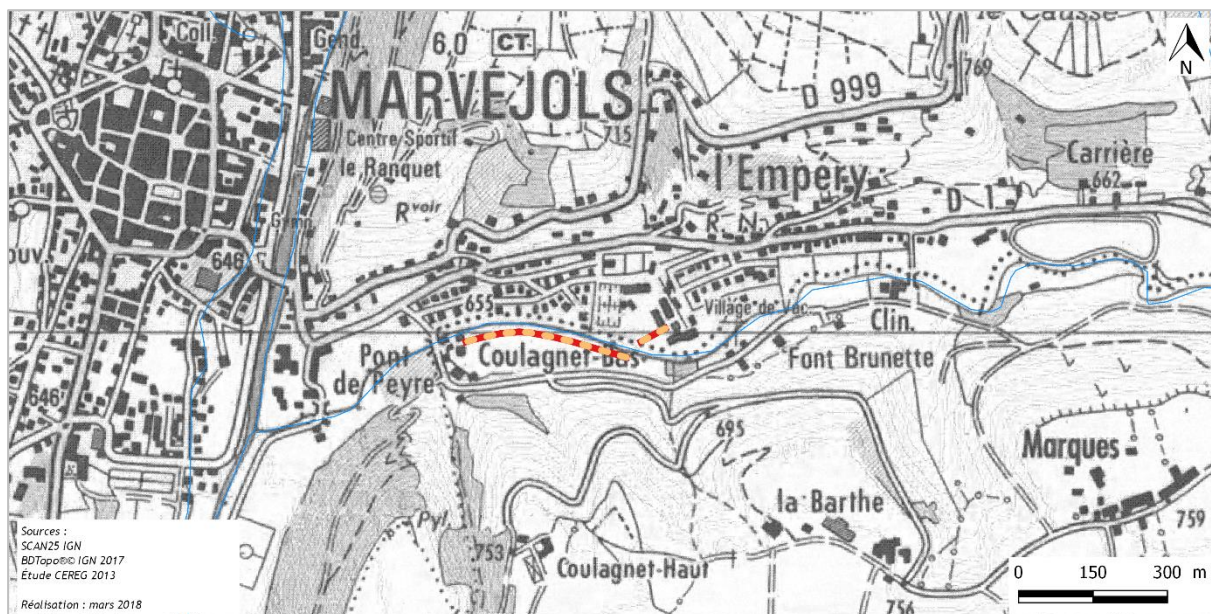 Coll.
Gend.
6,0
CT
le Causse
769
N
MARVEJOLS
D 999
Centre Sportif
715
le Ranquet
l'Empery
Carrière
662
R voir
D 1
R. N.
646
655
Village de Vac.
Clin.
Pont
de Peyre
Coulagnet-Bas
Font Brunette
646
695
Marques
la Barthe
759
Pyl.
753
Coulagnet-Haut
756
Sources :
SCAN25 IGN
BDTopo®© IGN 2017
Étude CEREG 2013
Réalisation : mars 2018
0 150 300 m